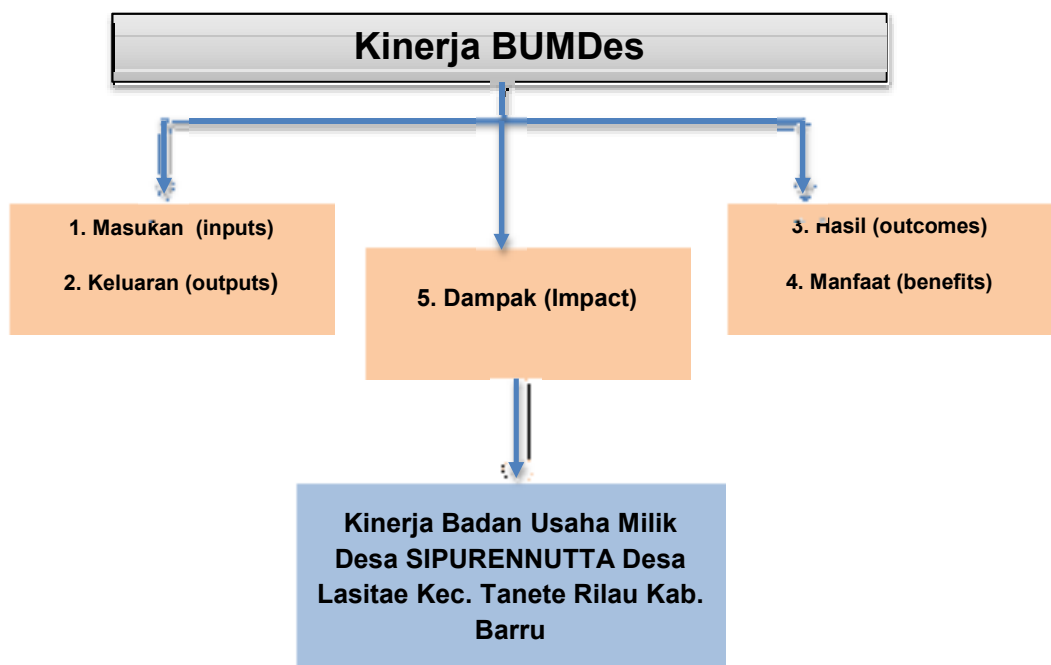 Kinerja BUMDes
1. Masukan (inputs)
2. Keluaran (outputs)
5. Dampak (Impact)
3. Hasil (outcomes)
4. Manfaat (benefits)
Kinerja Badan Usaha Milik
Desa SIPURENNUTTA Desa
Lasitae Kec. Tanete Rilau Kab.
Barru